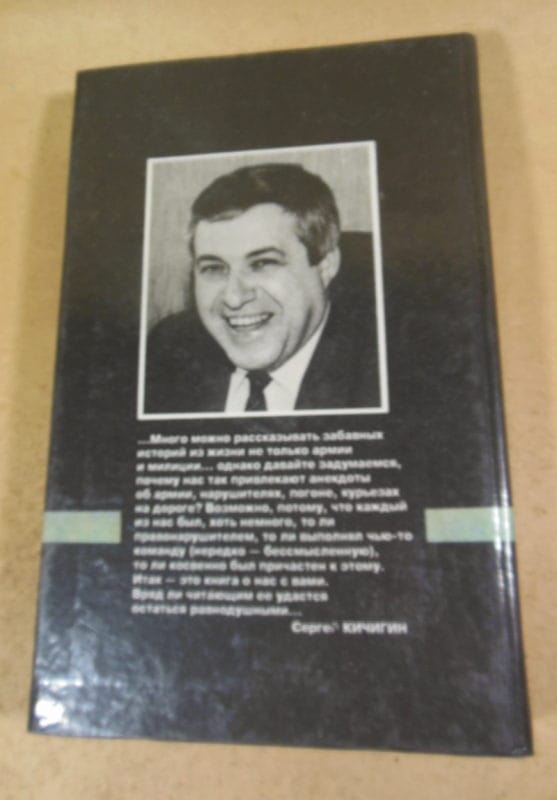 ...Много можно рассказывать забавных
историй из жизни не только армии
и милиции... однако давайте задумаемся,
почему нас так привлекают анекдоты
об армии, нарушителях, погоне, курьезах
на дороге? Возможно, потому, что каждый
из нас был, хоть немного, то ли
правонарушителем, то ли выполнял чью-то
команду (нередко — бессмысленную),
то ли косвенно был причастен к этому.
Итак — это книга о нас с вами.
Вряд ли читающим ее удастся
остаться равнодушными...
Сергей КИЧИГИН